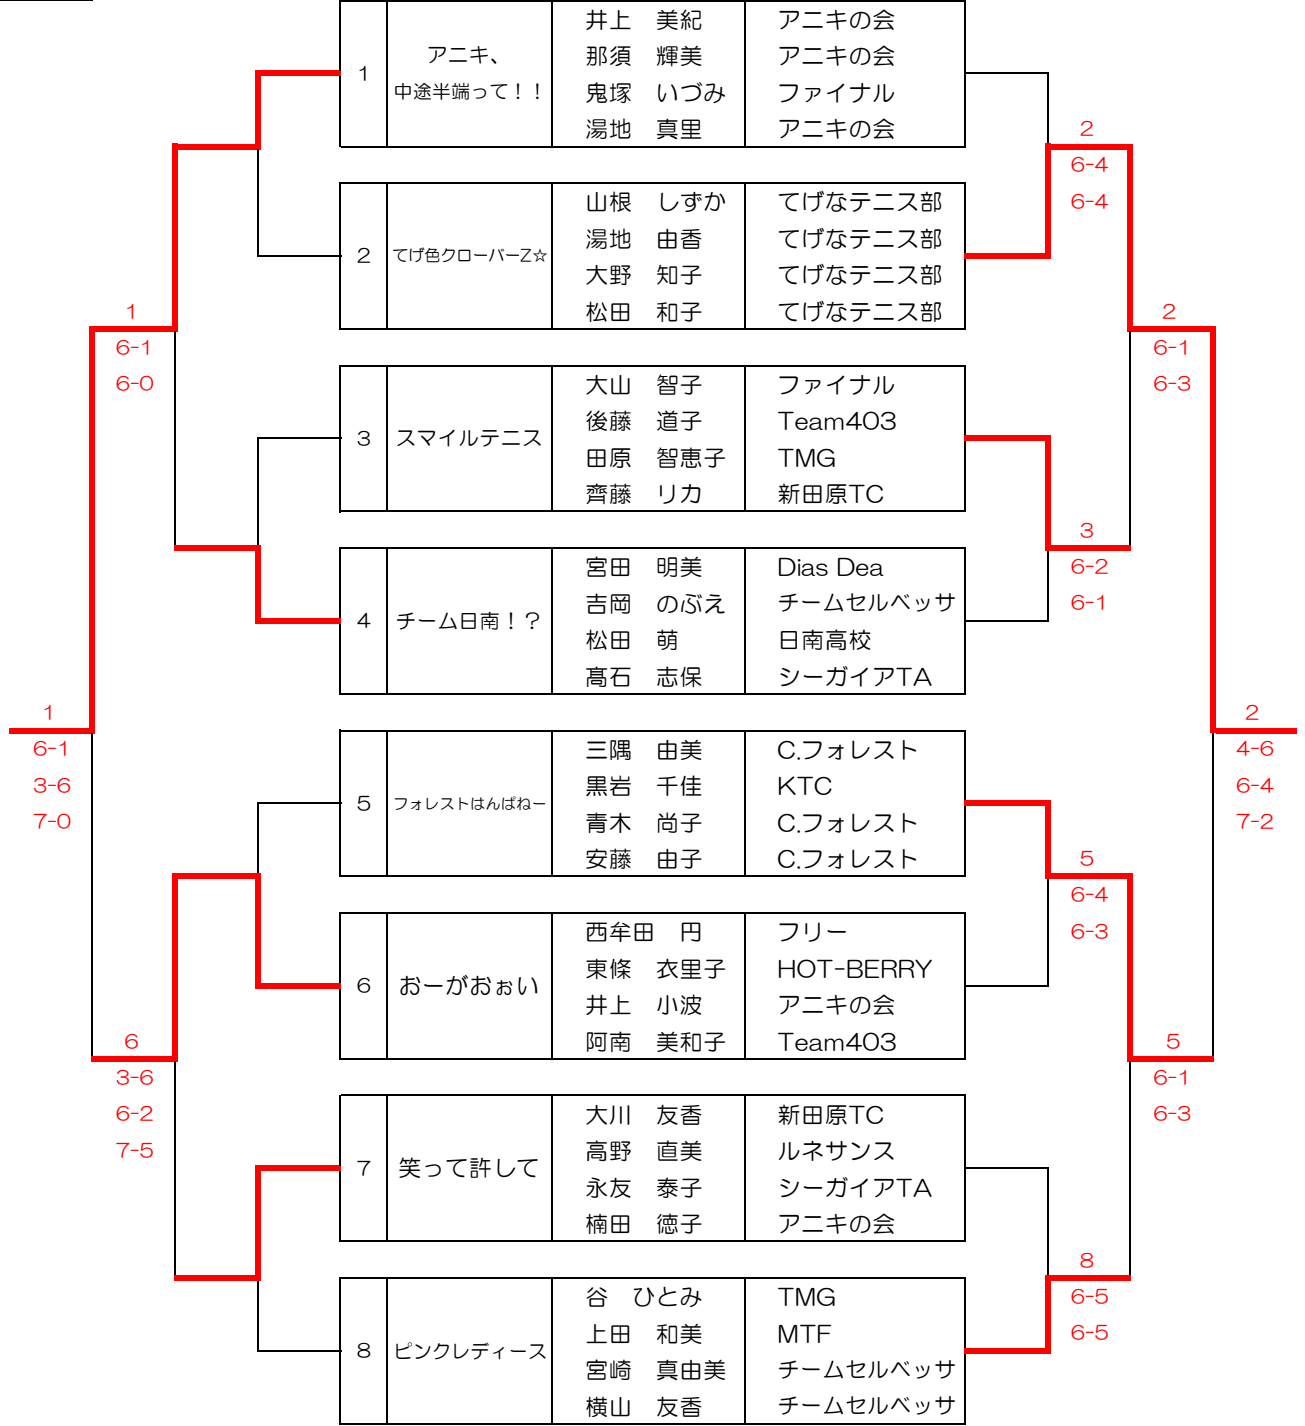 1
アニキ、
中途半端って！！
井上　美紀　アニキの会
那須　輝美　アニキの会
鬼塚　いづみ　ファイナル
湯地　真里　アニキの会
2
てげ色クローバーZ☆
山根　しずか　てげなテニス部
湯地　由香　てげなテニス部
大野　知子　てげなテニス部
松田　和子　てげなテニス部
3
スマイルテニス
大山　智子　ファイナル
後藤　道子　Team403
田原　智恵子　TMG
齊藤　リカ　新田原TC
4
チーム日南！？
宮田　明美　Dias Dea
吉岡　のぶえ　チームセルベッサ
松田　萌　日南高校
髙石　志保　シーガイアTA
5
フォレストはんぱねー
三隅　由美　C.フォレスト
黒岩　千佳　KTC
青木　尚子　C.フォレスト
安藤　由子　C.フォレスト
6
おーがおぉい
西牟田　円　フリー
東條　衣里子　HOT-BERRY
井上　小波　アニキの会
阿南　美和子　Team403
7
笑って許して
大川　友香　新田原TC
高野　直美　ルネサンス
永友　泰子　シーガイアTA
楠田　徳子　アニキの会
8
ピンクレディース
谷　ひとみ　TMG
上田　和美　MTF
宮崎　真由美　チームセルベッサ
横山　友香　チームセルベッサ
1
6-1
6-0
1
6-1
3-6
7-0
6
3-6
6-2
7-5
2
6-4
6-4
2
6-1
6-3
3
6-2
6-1
2
4-6
6-4
7-2
5
6-4
6-3
5
6-1
6-3
8
6-5
6-5